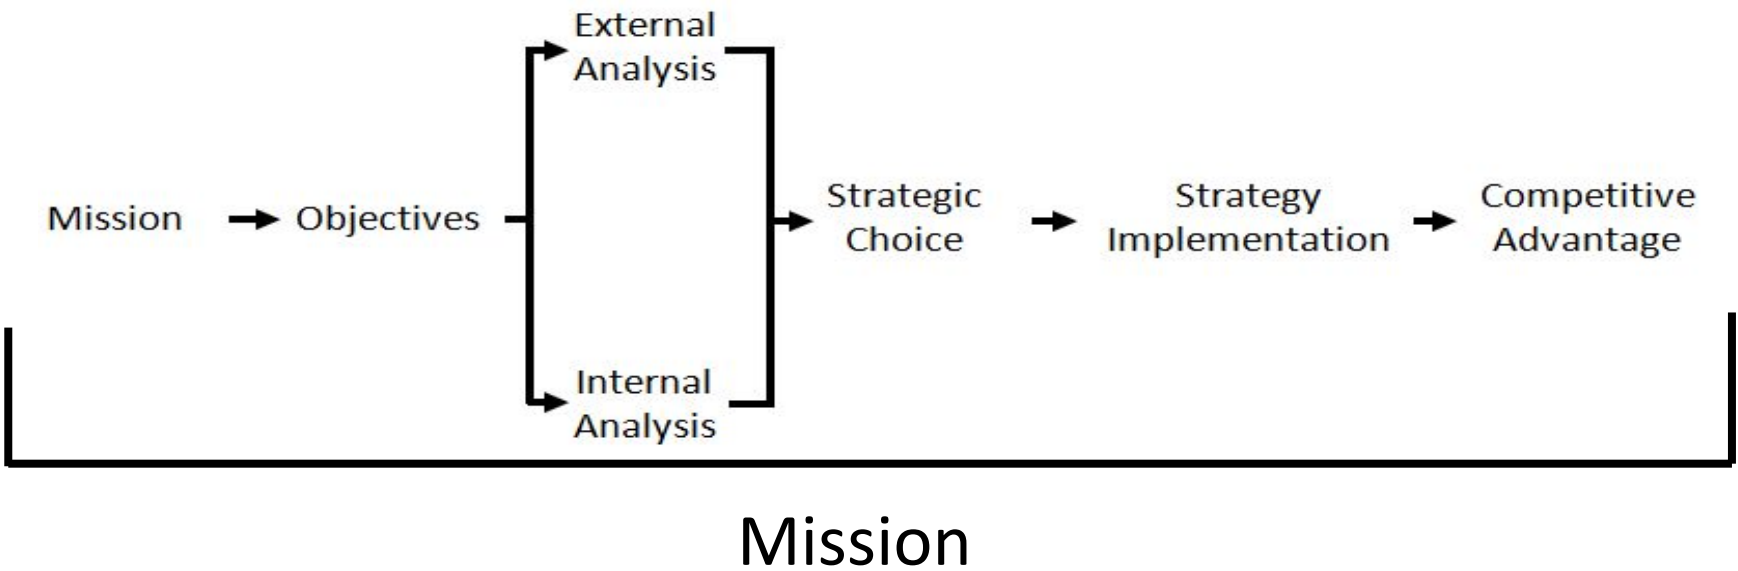 External
Analysis
Mission
Objectives
Strategic
Choice
Strategy
Implementation
Competitive
Advantage
Internal
Analysis
Mission